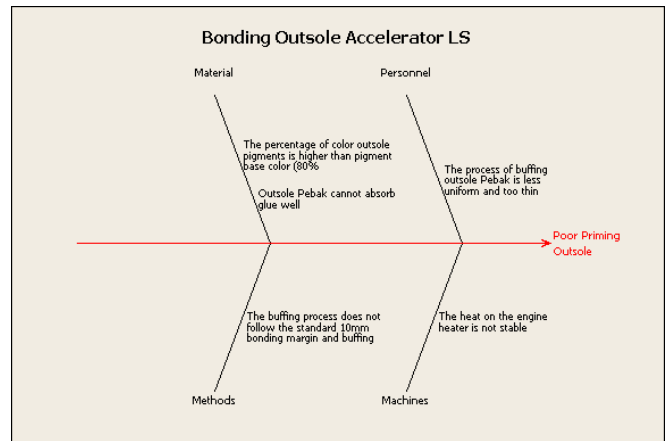 Bonding Outsole Accelerator LS
Material
Personnel
The percentage of color outsole
pigments is higher than pigment
base color (80%
Outsole Pebak cannot absorb
glue well
The process of buffing
outsole Pebak is less
uniform and too thin
Poor Priming
Outsole
The buffing process does not
follow the standard 10mm
bonding margin and buffing
The heat on the engine
heater is not stable
Methods
Machines